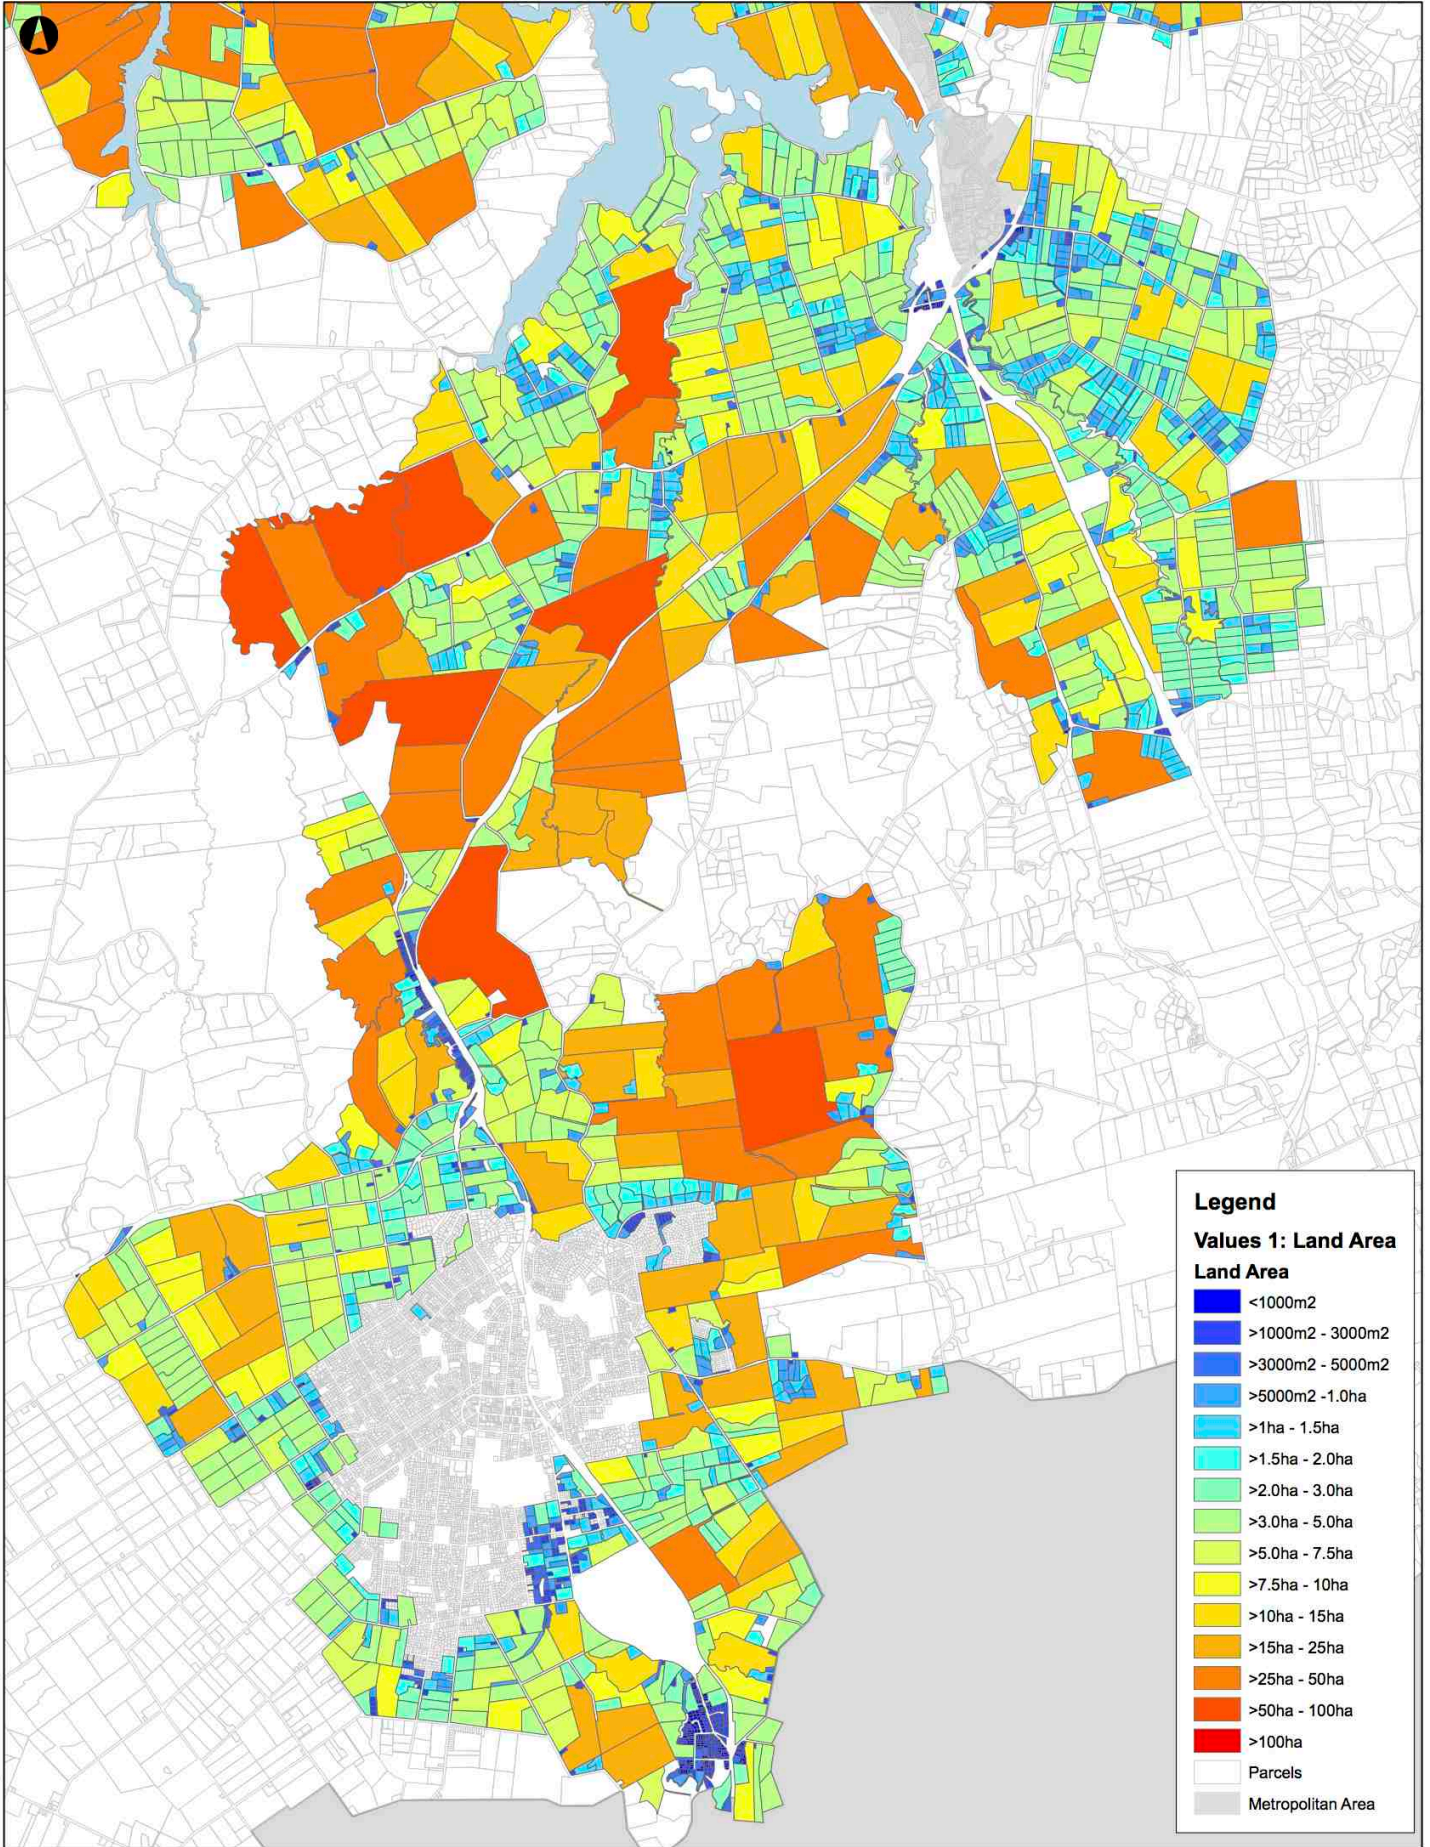 Legend
Values 1: Land Area
Land Area
<1000m2
>1000m2 - 3000m2
>3000m2 - 5000m2
>5000m2 -1.0ha
>1ha - 1.5ha
>1.5ha - 2.0ha
>2.0ha - 3.0ha
>3.0ha - 5.0ha
>5.0ha - 7.5ha
>7.5ha - 10ha
>10ha - 15ha
>15ha - 25ha
>25ha - 50ha
>50ha - 100ha
>100ha
Parcels
Metropolitan Area